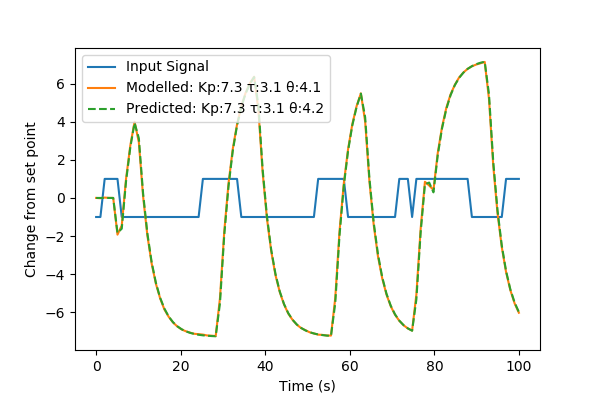 Input Signal
Modelled: Kp:7.3 τ:3.1 θ:4.1
Predicted: Kp:7.3 τ:3.1 θ:4.2
Change from set point
6
4
2
0
−2
−4
−6
0 20 40 60 80 100
Time (s)